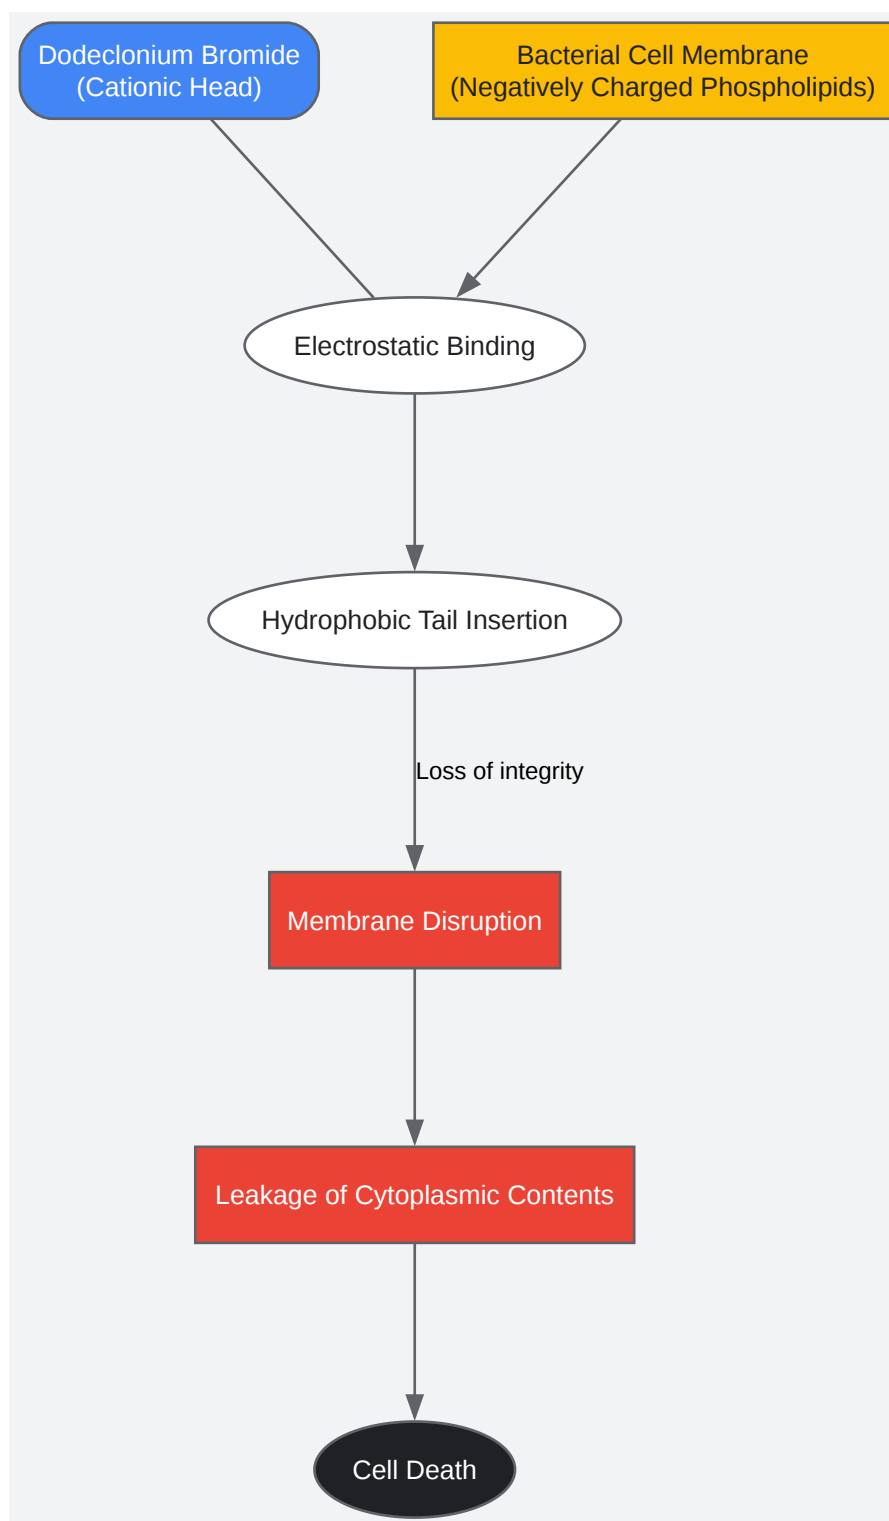 Dodeclonium Bromide
(Cationic Head)
Bacterial Cell Membrane
(Negatively Charged Phospholipids)
Electrostatic Binding
Hydrophobic Tail Insertion
Loss of integrity
Membrane Disruption
Leakage of Cytoplasmic Contents
Cell Death